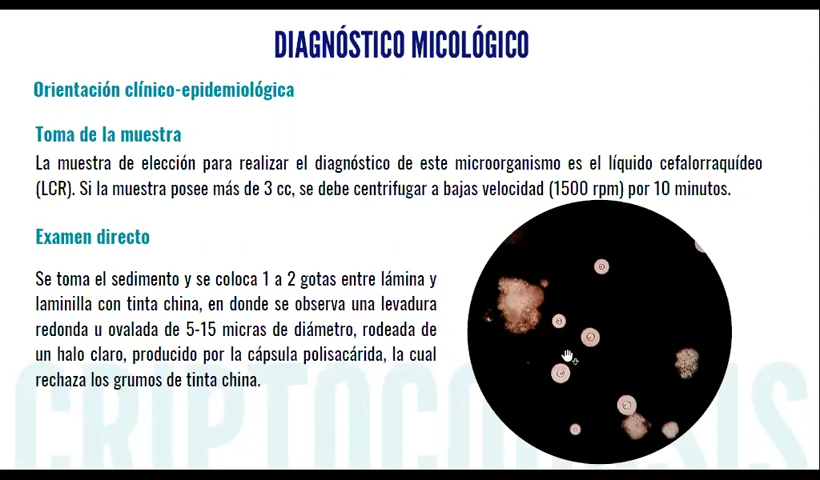 DIAGNÓSTICO MICOLÓGICO
Orientación clínico-epidemiológica
Toma de la muestra
La muestra de elección para realizar el diagnóstico de este microorganismo es el líquido cefalorraquídeo
(LCR). Si la muestra posee más de 3 cc, se debe centrifugar a bajas velocidad (1500 rpm) por 10 minutos.
Examen directo
Se toma el sedimento y se coloca 1 a 2 gotas entre lámina y
laminilla con tinta china, en donde se observa una levadura
redonda u ovalada de 5-15 micras de diámetro, rodeada de
un halo claro, producido por la cápsula polisacárida, la cual
rechaza los grumos de tinta china.
CRIPTOCOCOSIS